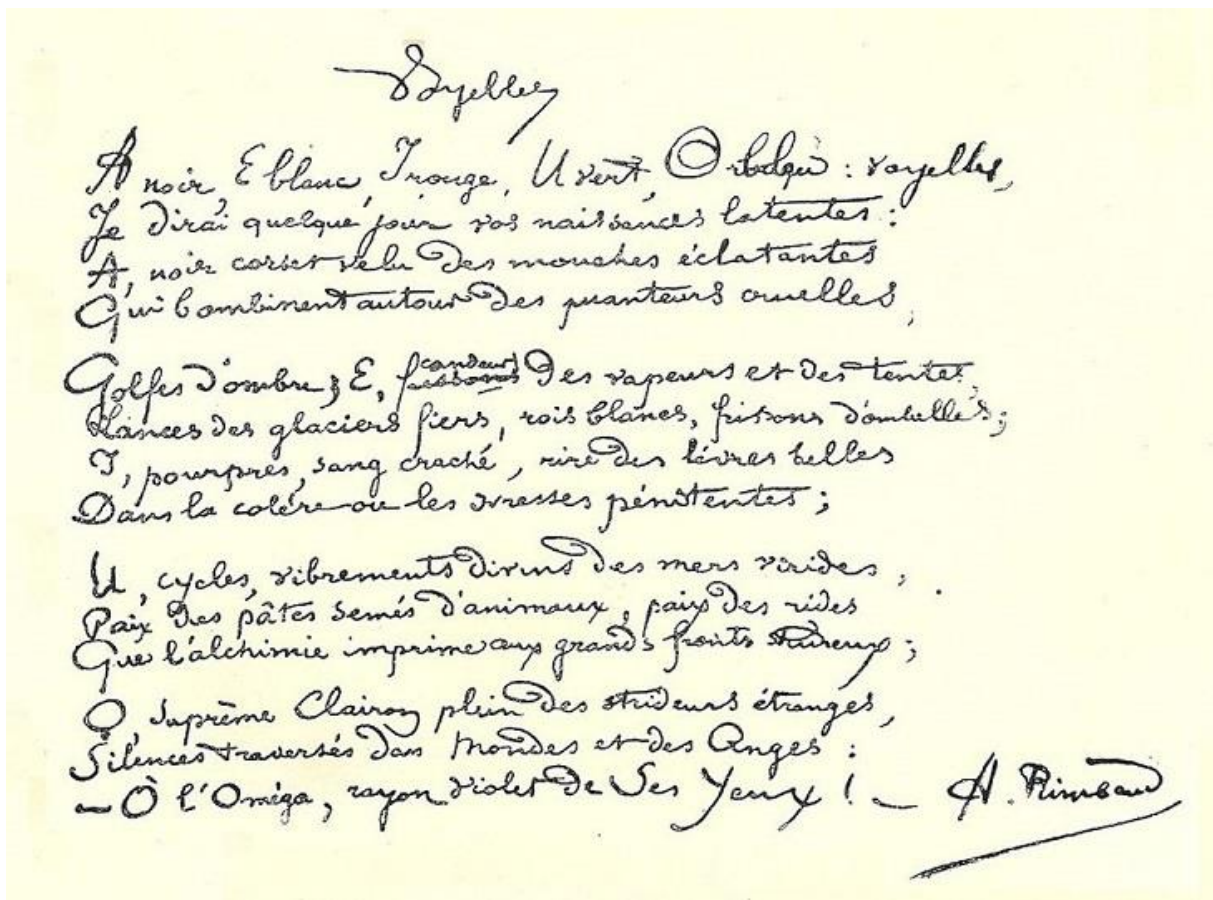 Voyelles
A noir, E blanc, I rouge, U vert, O bleu : voyelles,
Je dirai quelque jour vos naissances latentes :
A, noir corset velu des mouches éclatantes
Qui bombinent autour des puanteurs cruelles,
Golfes d'ombre ; E, frissons candeurs des vapeurs et des tentes,
Lances des glaciers fiers, rois blancs, frissons d'ombelles ;
I, pourpres, sang craché, rire des lèvres belles
Dans la colère ou les ivresses pénitentes ;
U, cycles, vibrements divins des mers virides,
Paix des pâtis semés d'animaux, paix des rides
Que l'alchimie imprime aux grands fronts studieux ;
O, suprême Clairon plein des strideurs étranges,
Silences traversés des Mondes et des Anges :
— O l'Oméga, rayon violet de Ses Yeux ! —
A. Rimbaud